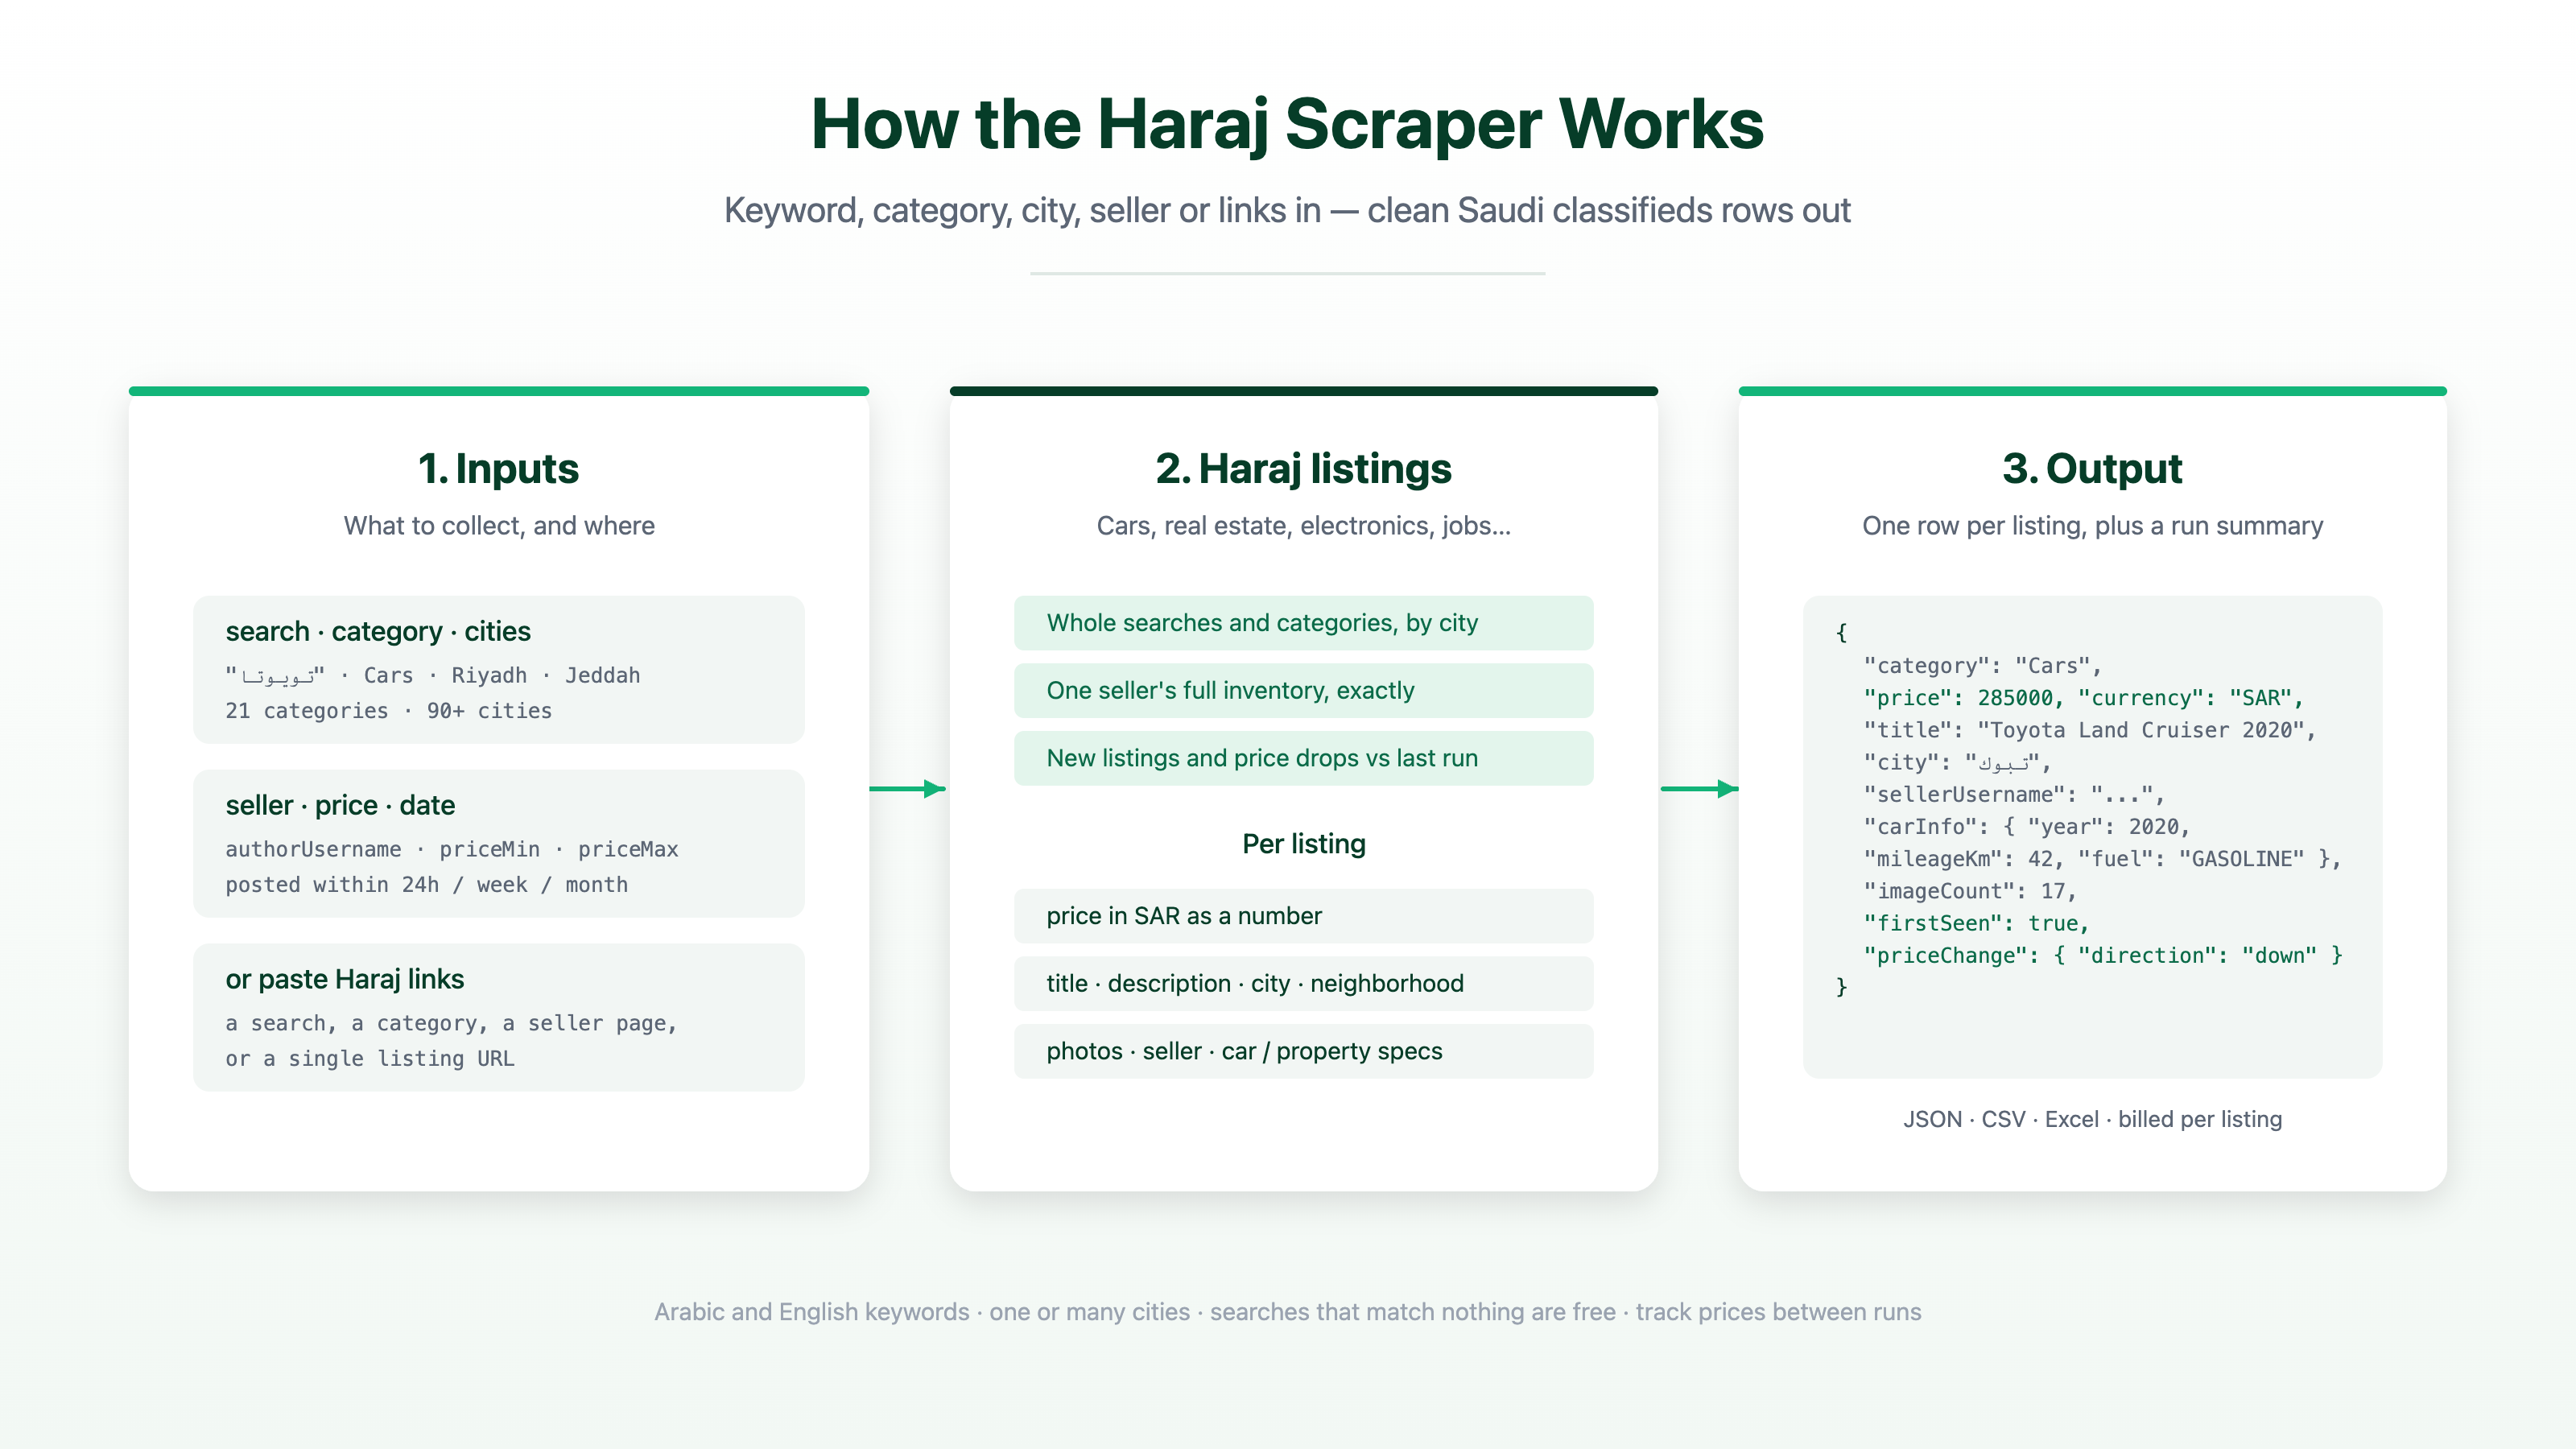 How the Haraj Scraper Works
Keyword, category, city, seller or links in — clean Saudi classifieds rows out
1. Inputs
What to collect, and where
search · category · cities
"تويوتا" · Cars · Riyadh · Jeddah
21 categories · 90+ cities
seller · price · date
authorUsername · priceMin · priceMax
posted within 24h / week / month
or paste Haraj links
a search, a category, a seller page,
or a single listing URL
2. Haraj listings
Cars, real estate, electronics, jobs...
Whole searches and categories, by city
One seller's full inventory, exactly
New listings and price drops vs last run
Per listing
price in SAR as a number
title · description · city · neighborhood
photos · seller · car / property specs
3. Output
One row per listing, plus a run summary
{
"category": "Cars",
"price": 285000, "currency": "SAR",
"title": "Toyota Land Cruiser 2020",
"city": "تبوك",
"sellerUsername": "...",
"carInfo": { "year": 2020,
"mileageKm": 42, "fuel": "GASOLINE" },
"imageCount": 17,
"firstSeen": true,
"priceChange": { "direction": "down" }
}
JSON · CSV · Excel · billed per listing
Arabic and English keywords · one or many cities · searches that match nothing are free · track prices between runs